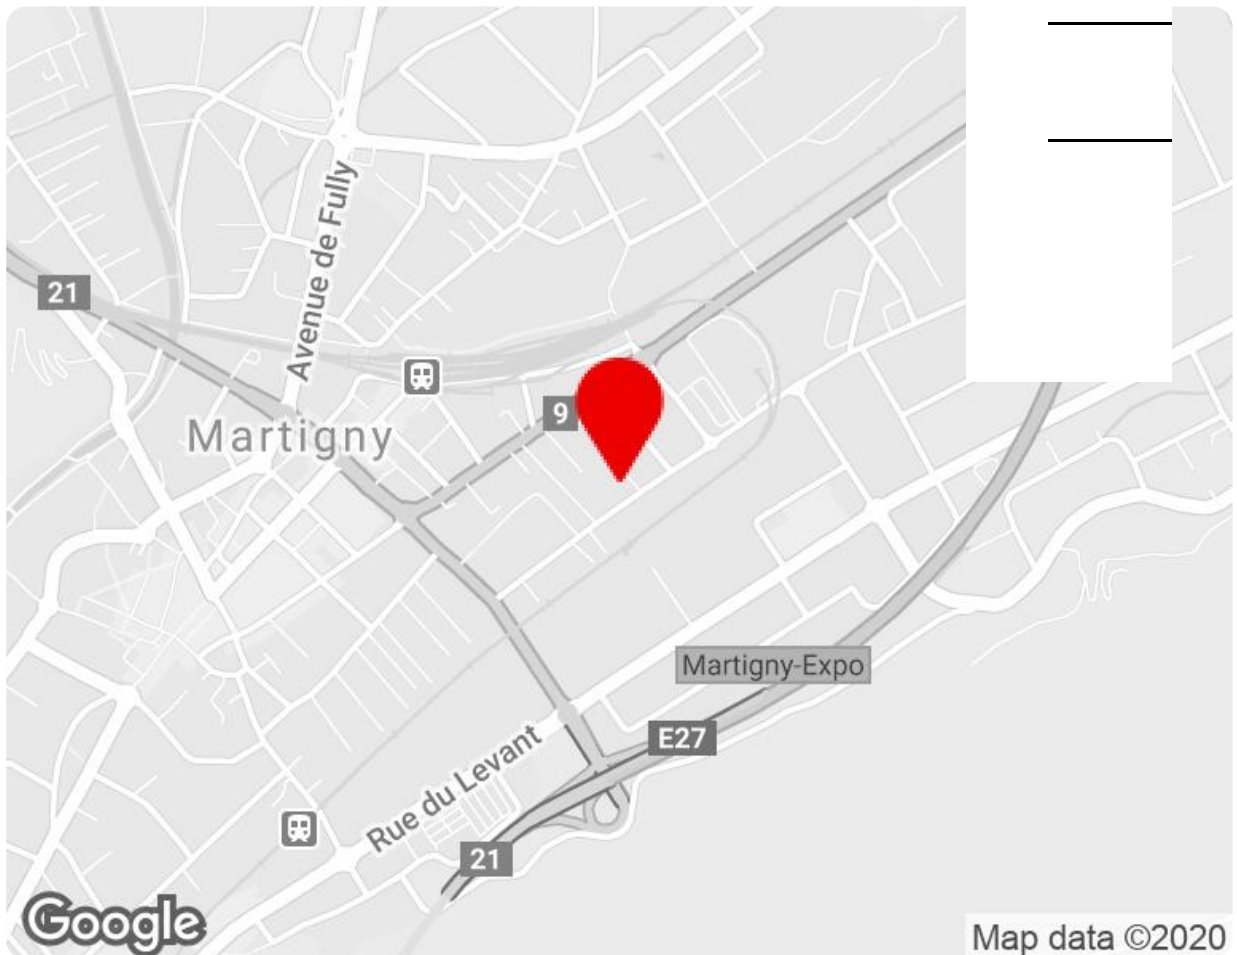 Avenue de Fully
21
9
Martigny
Martigny-Expo
E27
Rue du Levant
21
Google
Map data ©2020